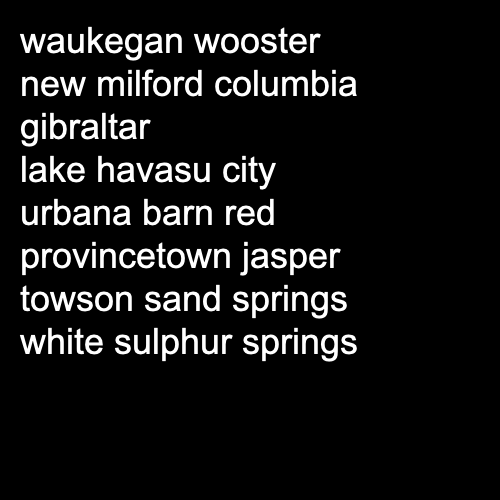 waukegan wooster
new milford columbia
gibraltar
lake havasu city
urbana barn red
provincetown jasper
towson sand springs
white sulphur springs